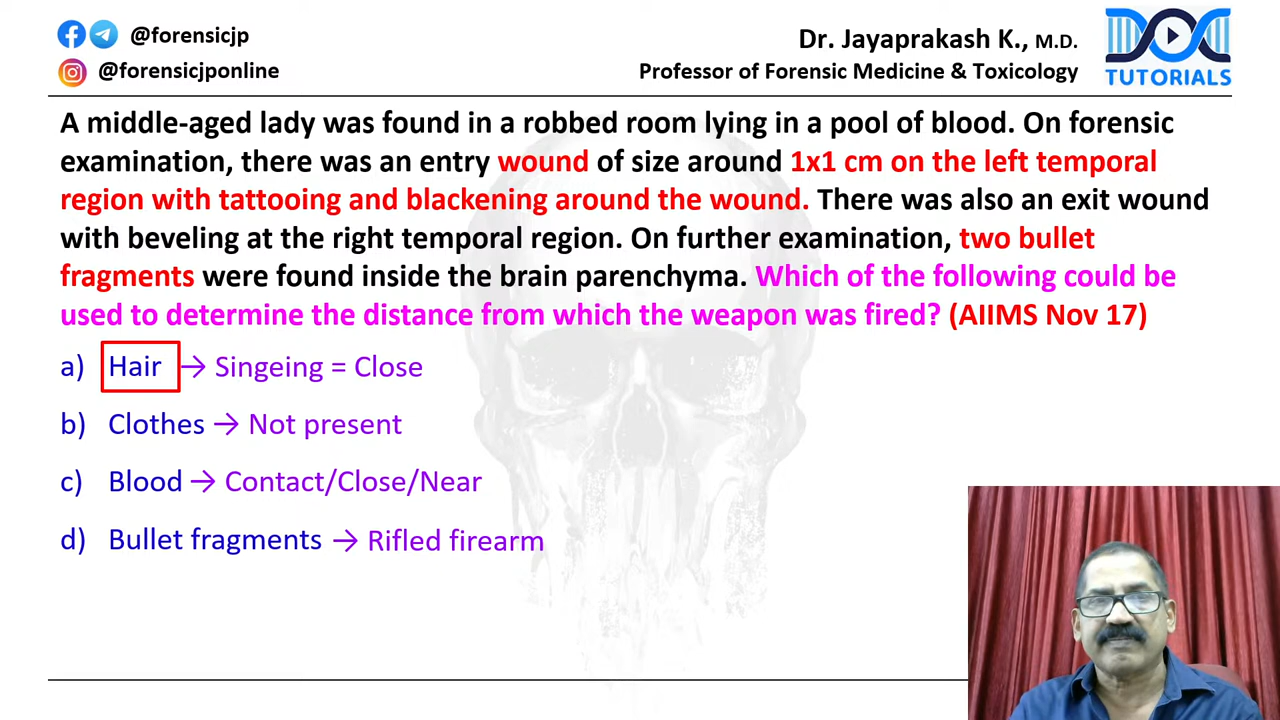 @forensicjp
@forensicjponline
Dr. Jayaprakash K., M.D.
Professor of Forensic Medicine & Toxicology
TUTORIALS
A middle-aged lady was found in a robbed room lying in a pool of blood. On forensic
examination, there was an entry wound of size around 1x1 cm on the left temporal
region with tattooing and blackening around the wound. There was also an exit wound
with beveling at the right temporal region. On further examination, two bullet
fragments were found inside the brain parenchyma. Which of the following could be
used to determine the distance from which the weapon was fired? (AIIMS Nov 17)
a) Hair → Singeing = Close
b) Clothes → Not present
c) Blood → Contact/Close/Near
d) Bullet fragments → Rifled firearm